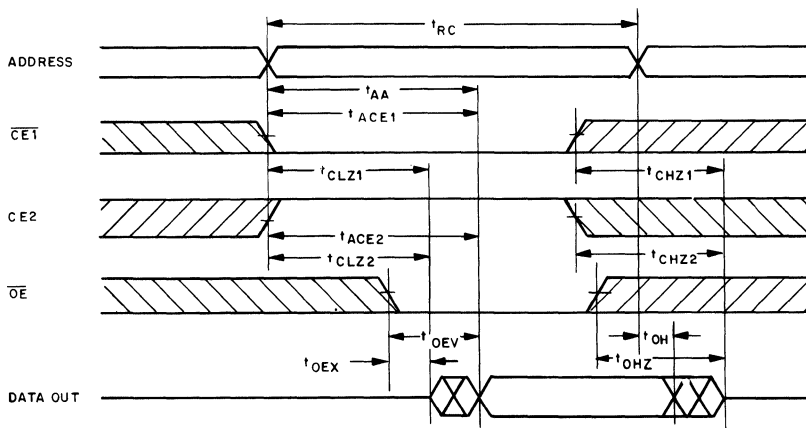 tRC
ADDRESS
tAA
tACE1
CE1
tCLZ1
tCHZ1
CE2
tACE2
tCLZ2
tCHZ2
OE
tOEV
tOH
tOEX
tOHZ
DATA OUT